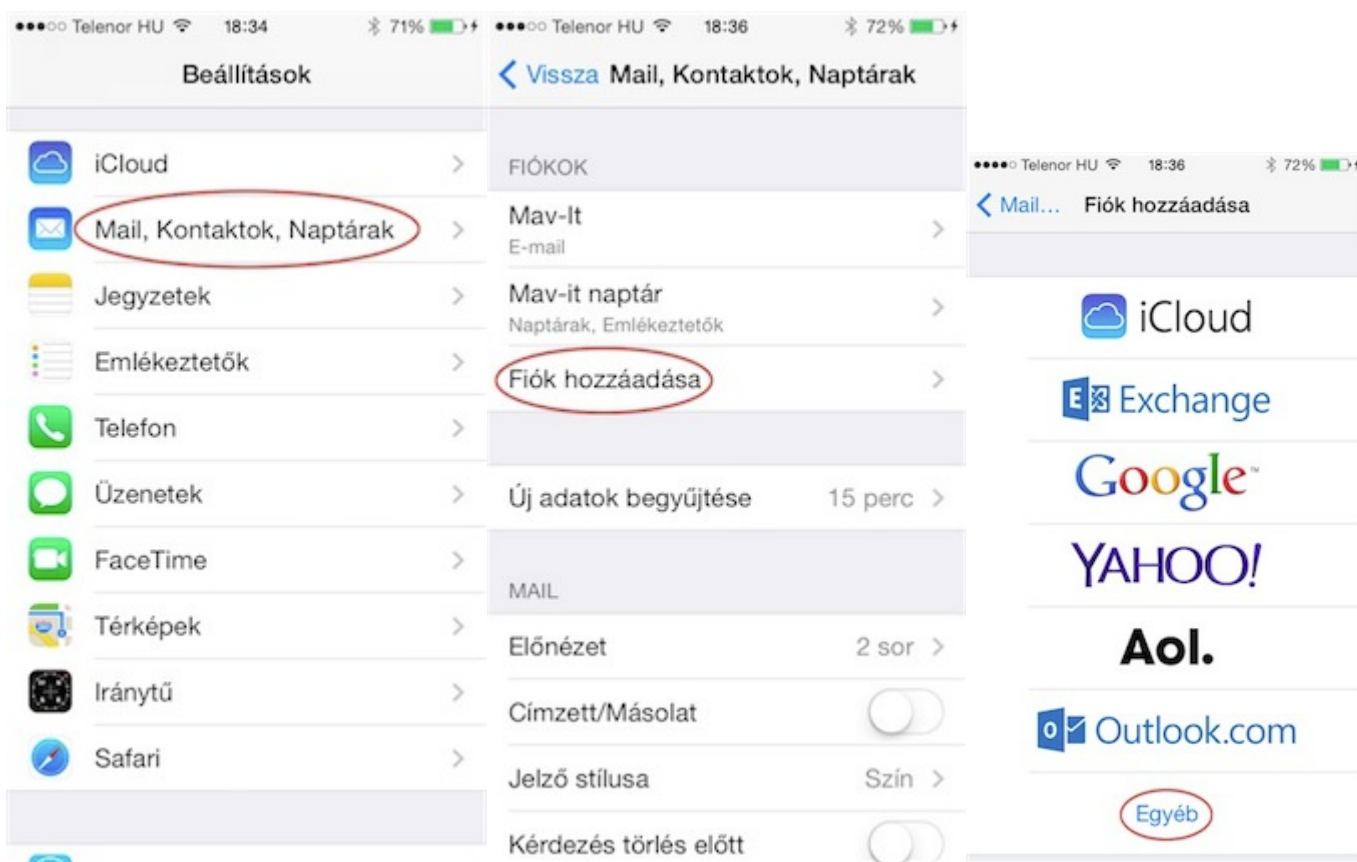 Telenor HU 18:34 71%
Beállítások
iCloud
Mail, Kontaktok, Naptárak
Jegyzetek
Emlékeztetők
Telefon
Üzenetek
FaceTime
Térképek
Iránytű
Safari
Telenor HU 18:36 72%
Vissza Mail, Kontaktok, Naptárak
FIÓKOK
Mav-It
E-mail
Mav-it naptár
Naptárak, Emlékeztetők
Fiók hozzáadása
Új adatok begyűjtése 15 perc
MAIL
Előnézet 2 sor
Címzett/Másolat
Jelző stílusa Szín
Kérdezés törlés előtt
Telenor HU 18:36 72%
Mail... Fiók hozzáadása
iCloud
Exchange
Google
YAHOO!
Aol.
Outlook.com
Egyéb